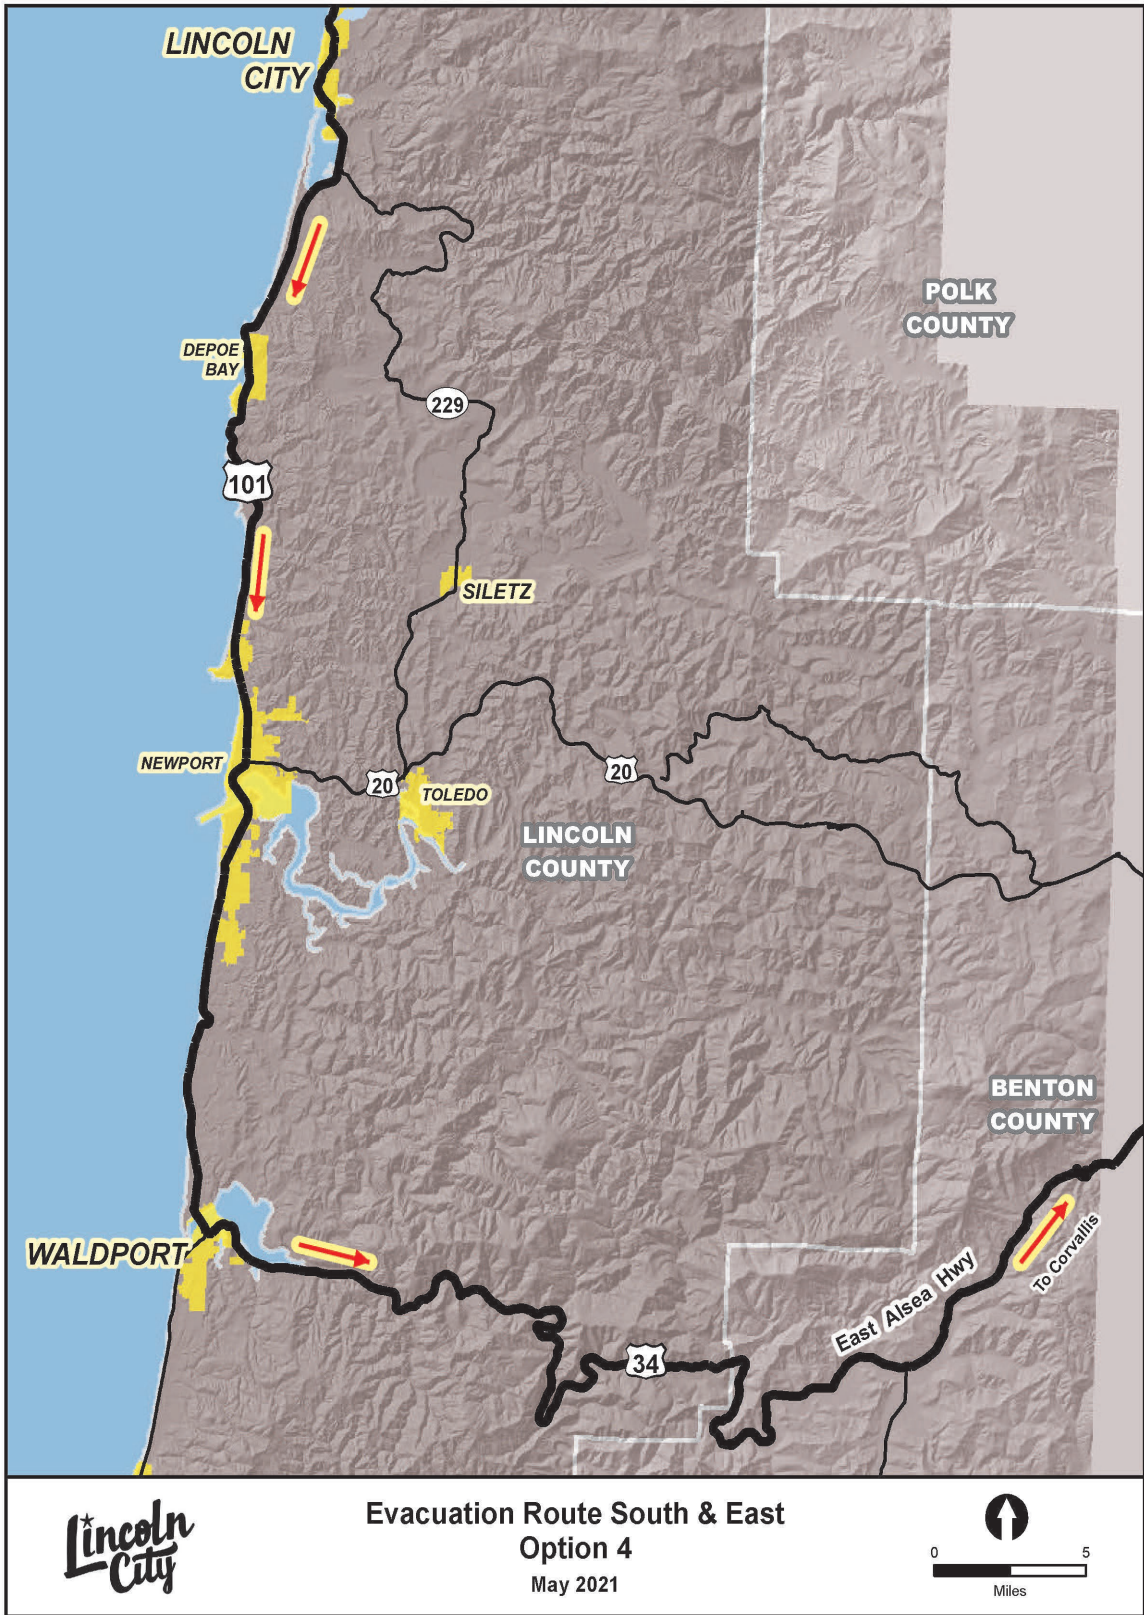 LINCOLN
CITY
POLK
COUNTY
DEPOE
BAY
229
101
SILETZ
NEWPORT
20
20
TOLEDO
LINCOLN
COUNTY
BENTON
COUNTY
WALDPORT
To Corvallis
East Alsea Hwy
34
Lincoln
City
Evacuation Route South & East
Option 4
May 2021
0 5
Miles